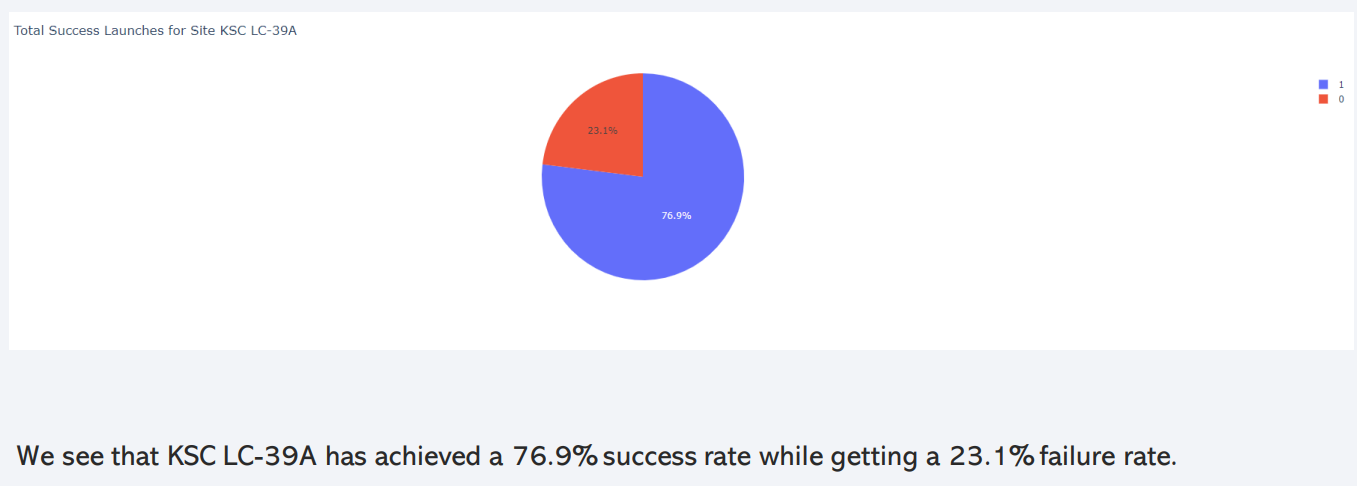 Total Success Launches for Site KSC LC-39A
1
0
23.1%
76.9%
We see that KSC LC-39A has achieved a 76.9% success rate while getting a 23.1% failure rate.